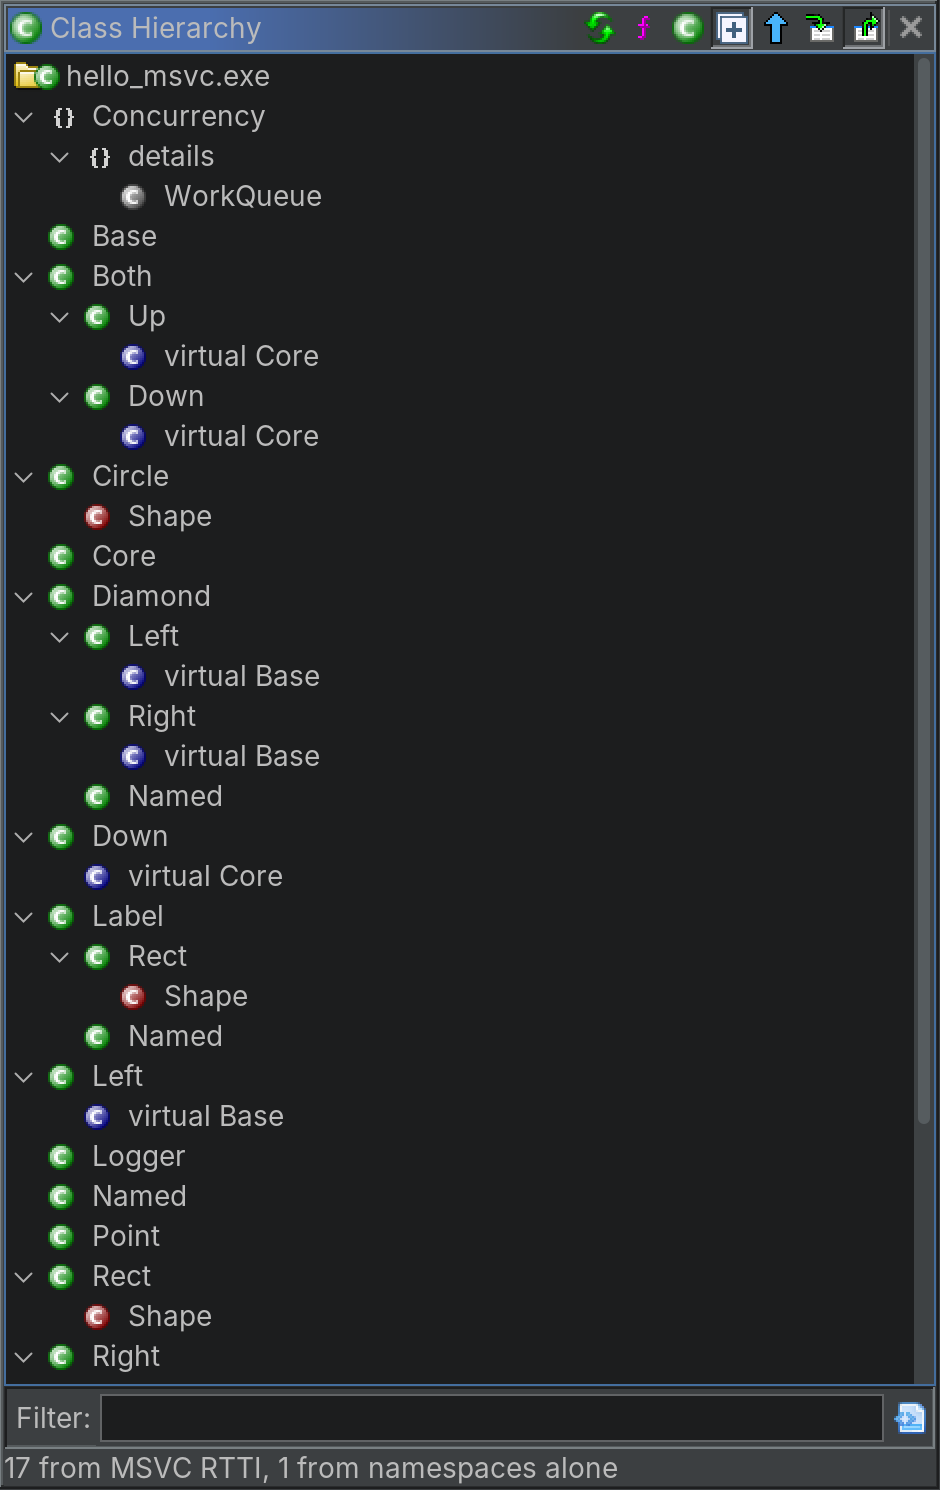 Class Hierarchy
hello_msvc.exe
{} Concurrency
{} details
WorkQueue
Base
Both
Up
virtual Core
Down
virtual Core
Circle
Shape
Core
Diamond
Left
virtual Base
Right
virtual Base
Named
Down
virtual Core
Label
Rect
Shape
Named
Left
virtual Base
Logger
Named
Point
Rect
Shape
Right
Filter:
17 from MSVC RTTI, 1 from namespaces alone